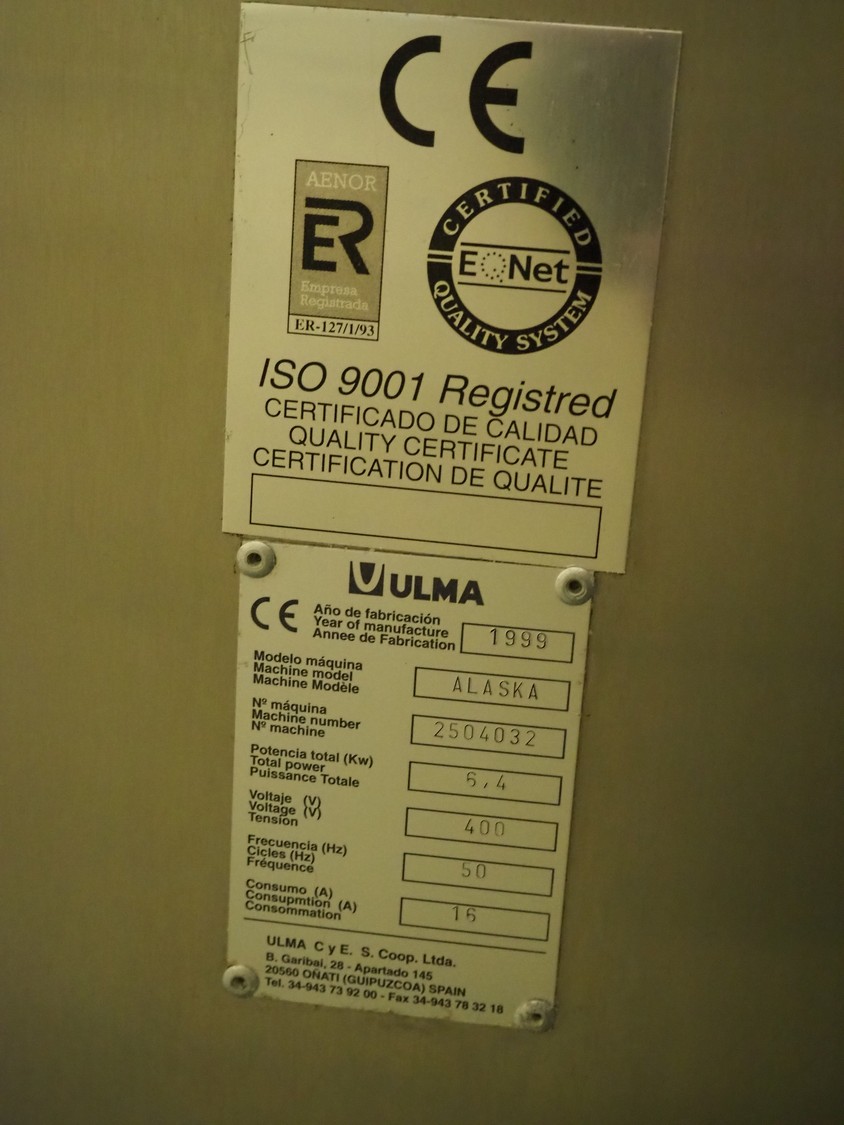 CE
AENOR
ER
Empresa
Registrada
ER-127/1/93
CERTIFIED
EQNet
QUALITY SYSTEM
ISO 9001 Registred
CERTIFICADO DE CALIDAD
QUALITY CERTIFICATE
CERTIFICATION DE QUALITE
ULMA
CE
Año de fabricación
Year of manufacture
Annee de Fabrication
1999
Modelo máquina
Machine model
Machine Modèle
ALASKA
Nº máquina
Machine number
Nº machine
2504032
Potencia total (Kw)
Total power
Puissance Totale
6,4
Voltaje (V)
Voltage (V)
Tensión
400
Frecuencia (Hz)
Cicles (Hz)
Fréquence
50
Consumo (A)
Consupmtion (A)
Consommation
16
ULMA C y E. S. Coop. Ltda.
B. Garibai, 28 - Apartado 145
20560 OÑATI (GUIPUZCOA) SPAIN
Tel. 34-943 73 92 00 - Fax 34-943 78 32 18